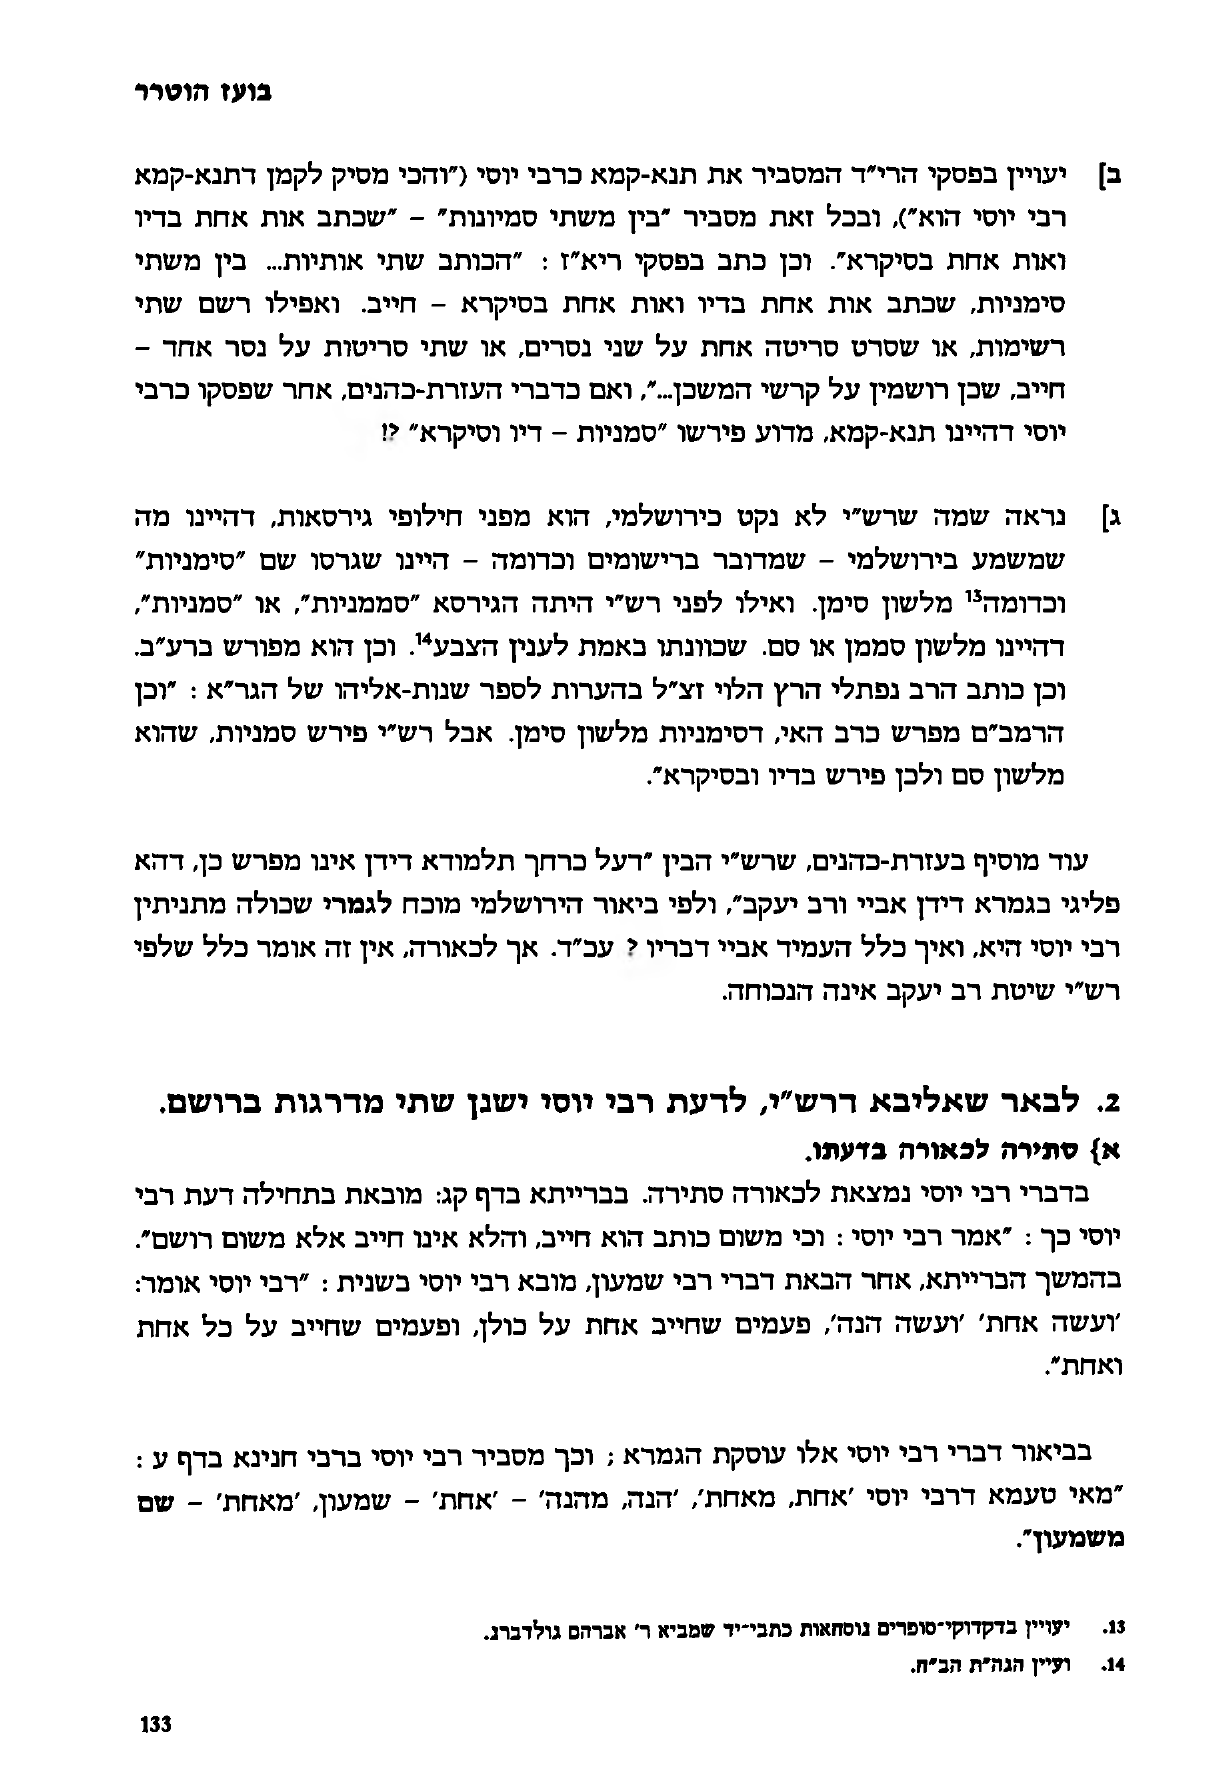 בועז הוטרר
ב] יעויין בפסקי הרי״ד המסביר את תנא-קמא כרבי יוסי (״והכי מסיק לקמן דתנא-קמא
רבי יוסי הוא״), ובכל זאת מסביר ״בין משתי סמיונות״ – ״שכתב אות אחת בדיו
ואות אחת בסיקרא״. וכן כתב בפסקי ריא״ז : ״הכותב שתי אותיות... בין משתי
סימניות, שכתב אות אחת בדיו ואות אחת בסיקרא – חייב. ואפילו רשם שתי
רשימות, או שסרט סריטה אחת על שני נסרים, או שתי סריטות על נסר אחד –
חייב, שכן רושמין על קרשי המשכן...״, ואם כדברי העזרת-כהנים, אחר שפסקו כרבי
יוסי דהיינו תנא-קמא, מדוע פירשו ״סמניות – דיו וסיקרא״ ?!
ג] נראה שמה שרש״י לא נקט כירושלמי, הוא מפני חילופי גירסאות, דהיינו מה
שמשמע בירושלמי – שמדובר ברישומים וכדומה – היינו שגרסו שם ״סימניות״
וכדומה13 מלשון סימן. ואילו לפני רש״י היתה הגירסא ״סממניות״, או ״סמניות״,
דהיינו מלשון סממן או סם. שכוונתו באמת לענין הצבע14. וכן הוא מפורש ברע״ב.
וכן כותב הרב נפתלי הרץ הלוי זצ״ל בהערות לספר שנות-אליהו של הגר״א : ״וכן
הרמב״ם מפרש כרב האי, דסימניות מלשון סימן. אבל רש״י פירש סמניות, שהוא
מלשון סם ולכן פירש בדיו ובסיקרא״.
עוד מוסיף בעזרת-כהנים, שרש״י הבין ״דעל כרחך תלמודא דידן אינו מפרש כן, דהא
פליגי בגמרא דידן אביי ורב יעקב״, ולפי ביאור הירושלמי מוכח לגמרי שכולה מתניתין
רבי יוסי היא, ואיך כלל העמיד אביי דבריו ? עכ״ד. אך לכאורה, אין זה אומר כלל שלפי
רש״י שיטת רב יעקב אינה הנכוחה.
2. לבאר שאליבא דרש״י, לדעת רבי יוסי ישנן שתי מדרגות ברושם.
א} סתירה לכאורה בדעתו.
בדברי רבי יוסי נמצאת לכאורה סתירה. בברייתא בדף קג: מובאת בתחילה דעת רבי
יוסי כך : ״אמר רבי יוסי : וכי משום כותב הוא חייב, והלא אינו חייב אלא משום רושם״.
בהמשך הברייתא, אחר הבאת דברי רבי שמעון, מובא רבי יוסי בשנית : ״רבי יוסי אומר:
׳ועשה אחת׳ ׳ועשה הנה׳, פעמים שחייב אחת על כולן, ופעמים שחייב על כל אחת
ואחת״.
בביאור דברי רבי יוסי אלו עוסקת הגמרא ; וכך מסביר רבי יוסי ברבי חנינא בדף ע :
״מאי טעמא דרבי יוסי ׳אחת, מאחת׳, ׳הנה, מהנה׳ – ׳אחת׳ – שמעון, ׳מאחת׳ – שם
משמעון״.
13. יעויין בדקדוקי-סופרים נוסחאות כתבי-יד שמביא ר׳ אברהם גולדברג.
14. ועיין הגה״ת הב״ח.
133